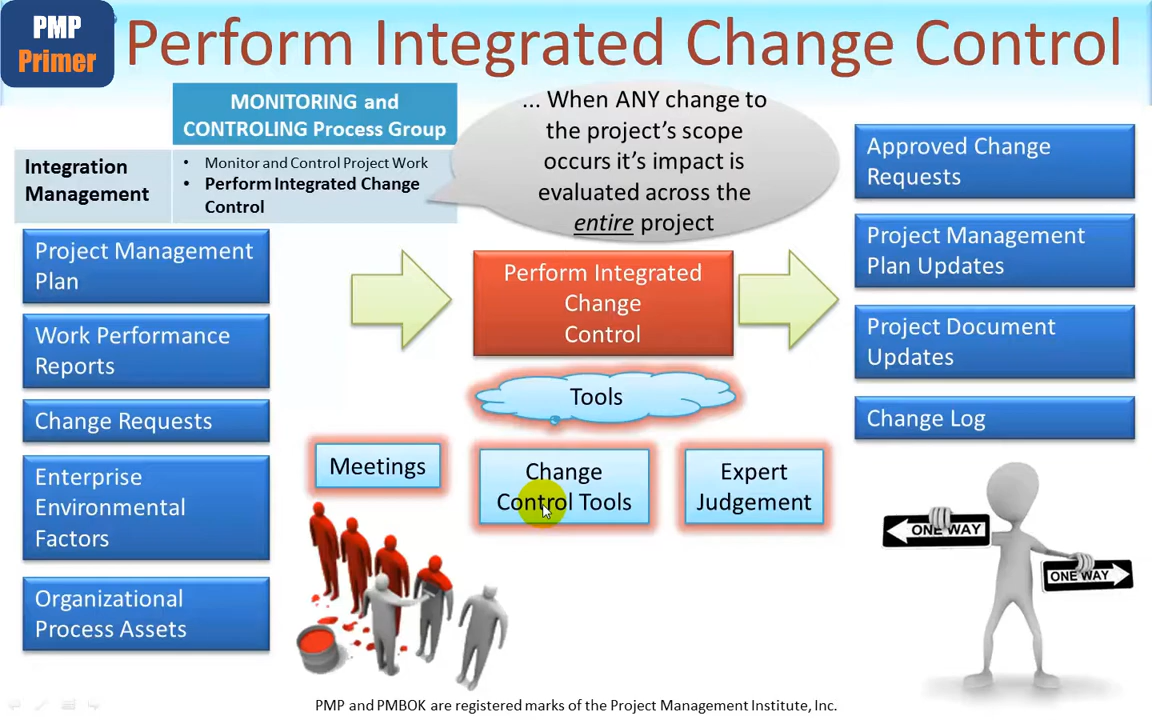 PMP
Primer
Perform Integrated Change Control
MONITORING and
CONTROLING Process Group
Integration
Management
• Monitor and Control Project Work
• Perform Integrated Change
Control
... When ANY change to
the project's scope
occurs it's impact is
evaluated across the
entire project
Project Management
Plan
Work Performance
Reports
Change Requests
Enterprise
Environmental
Factors
Organizational
Process Assets
Perform Integrated
Change
Control
Tools
Meetings
Change
Control Tools
Expert
Judgement
Approved Change
Requests
Project Management
Plan Updates
Project Document
Updates
Change Log
ONE WAY
ONE WAY
PMP and PMBOK are registered marks of the Project Management Institute, Inc.